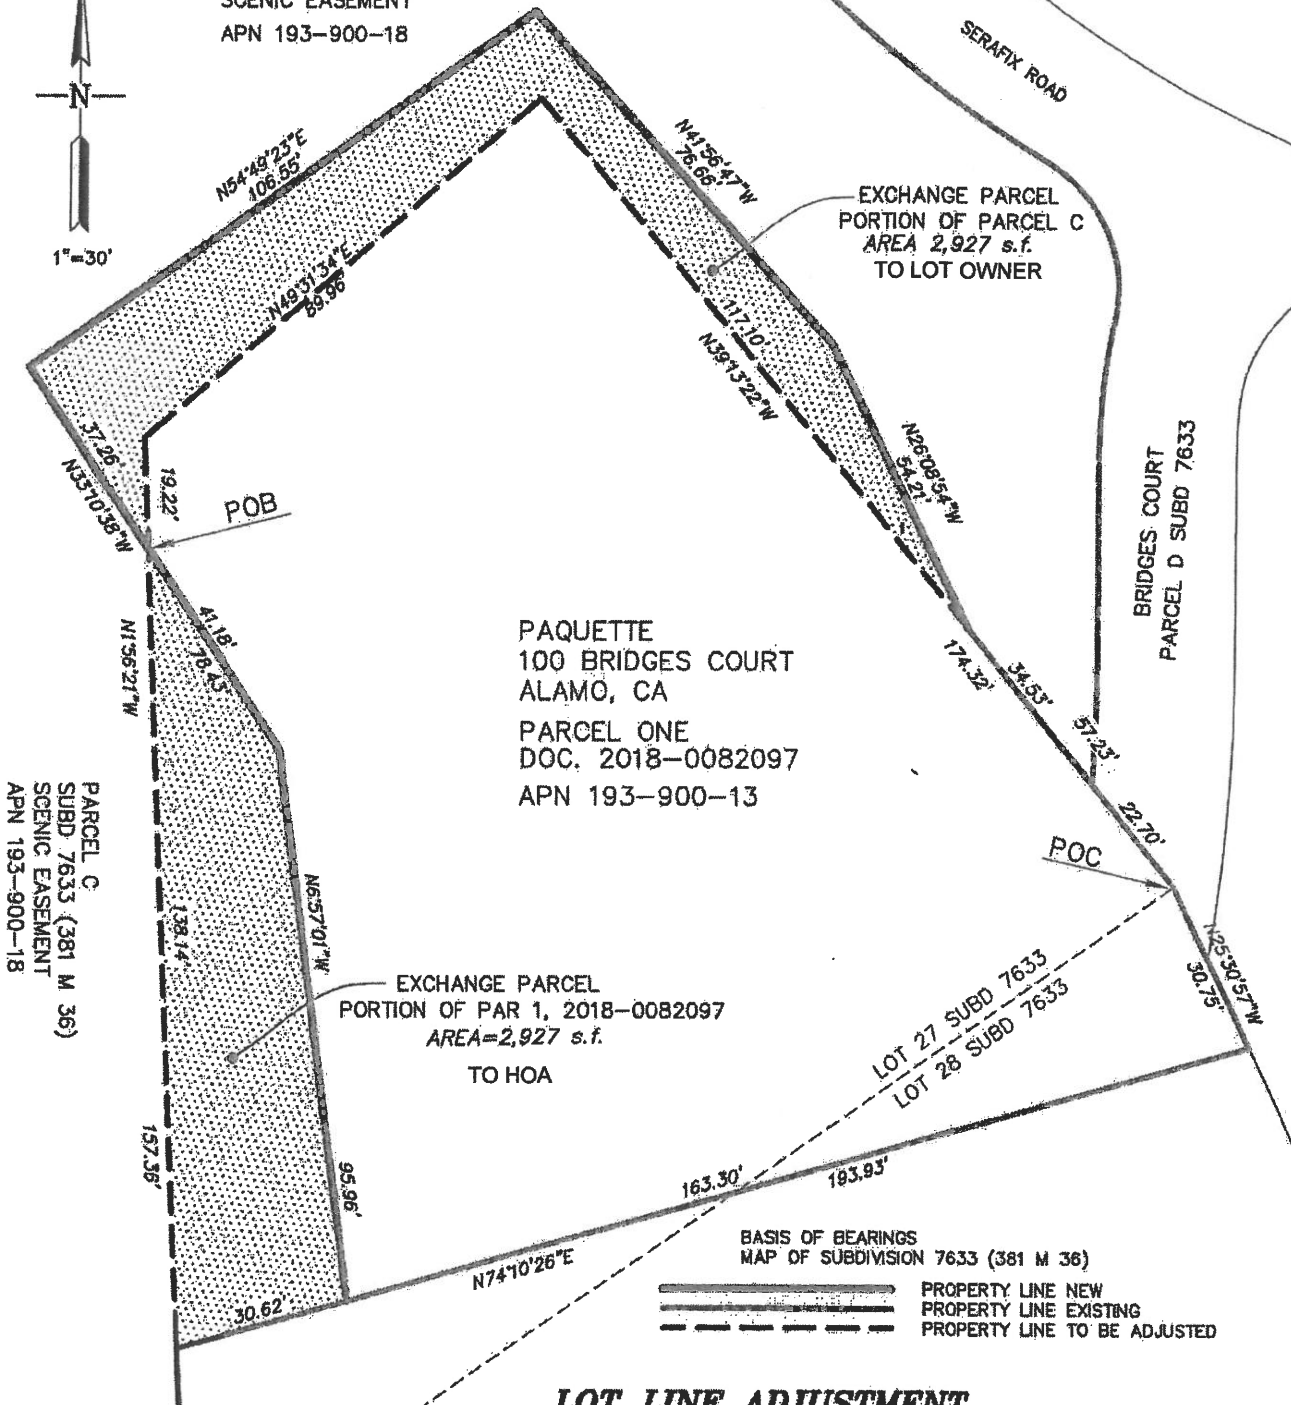 SCENIC EASEMENT
APN 193-900-18
N
1"=30'
SERAFIX ROAD
N54°49'23"E
106.55'
N41°56'47"W
76.66'
EXCHANGE PARCEL
PORTION OF PARCEL C
AREA 2,927 s.f.
TO LOT OWNER
N49°31'34"E
89.96'
117.10'
N39°13'22"W
37.26'
N33°10'38"W
19.22'
POB
N26°08'54"W
54.21'
BRIDGES COURT
PARCEL D SUBD 7633
41.18'
78.43'
N1°56'21"W
PAQUETTE
100 BRIDGES COURT
ALAMO, CA
PARCEL ONE
DOC. 2018-0082097
APN 193-900-13
174.32'
34.53'
57.23'
22.70'
POC
PARCEL C
SUBD 7633 (381 M 36)
SCENIC EASEMENT
APN 193-900-18
138.14'
N6°57'01"W
EXCHANGE PARCEL
PORTION OF PAR 1, 2018-0082097
AREA=2,927 s.f.
TO HOA
LOT 27 SUBD 7633
LOT 28 SUBD 7633
N25°30'57"W
30.75'
157.36'
95.96'
163.30'
193.93'
N74°10'26"E
30.62'
BASIS OF BEARINGS
MAP OF SUBDIVISION 7633 (381 M 36)
PROPERTY LINE NEW
PROPERTY LINE EXISTING
PROPERTY LINE TO BE ADJUSTED
LOT LINE ADJUSTMENT